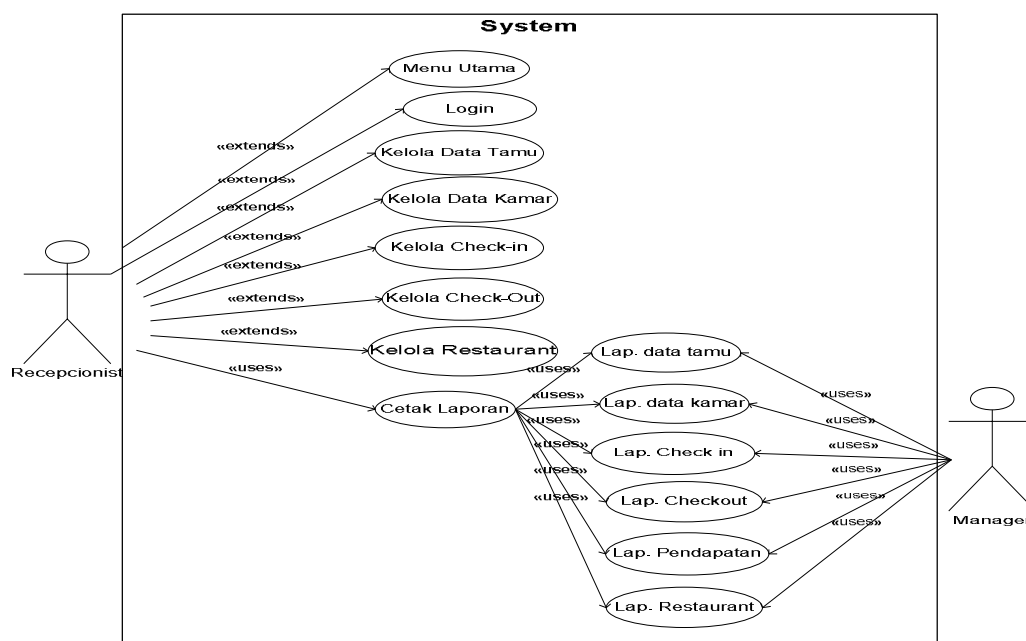 System
Menu Utama
Login
«extends»
Kelola Data Tamu
«extends»
Kelola Data Kamar
«extends»
«extends»
Kelola Check-in
«extends»
Kelola Check-Out
«extends»
Kelola Restaurant
«extends»
Recepcionist
«uses»
Cetak Laporan
Lap. data tamu
«uses»
Lap. data kamar
«uses»
«uses»
Lap. Check in
«uses»
Lap. Checkout
«uses»
Lap. Pendapatan
«uses»
Lap. Restaurant
«uses»
«uses»
«uses»
«uses»
«uses»
«uses»
Manager